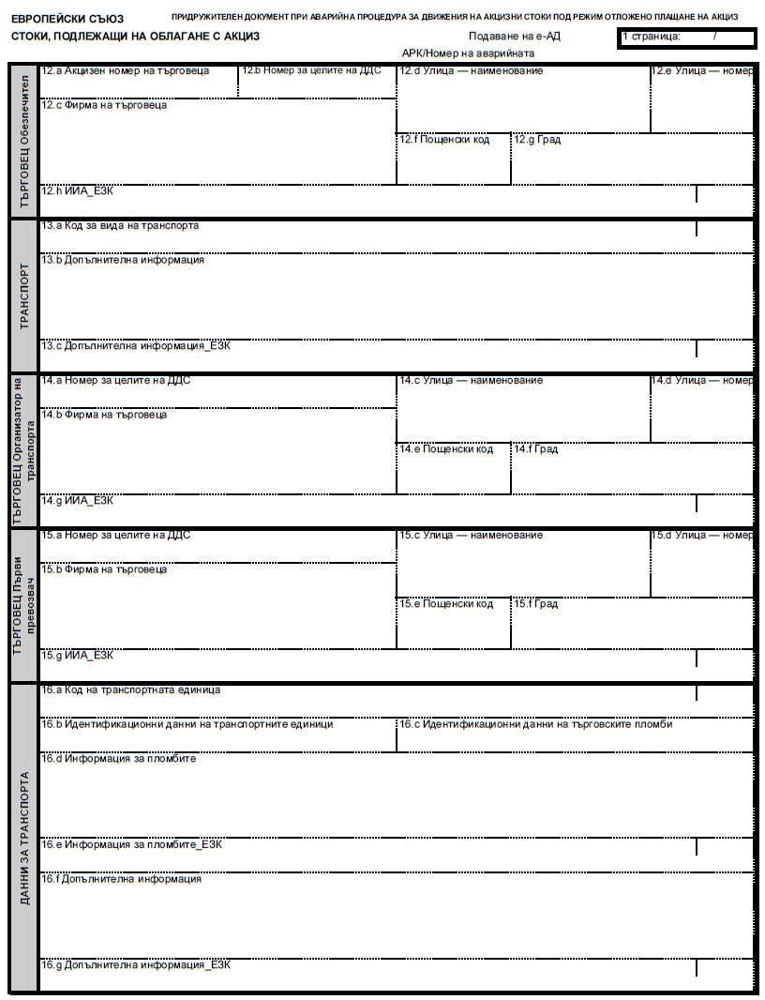 ЕВРОПЕЙСКИ СЪЮЗ
ПРИДРУЖИТЕЛЕН ДОКУМЕНТ ПРИ АВАРИЙНА ПРОЦЕДУРА ЗА ДВИЖЕНИЯ НА АКЦИЗНИ СТОКИ ПОД РЕЖИМ ОТЛОЖЕНО ПЛАЩАНЕ НА АКЦИЗ
СТОКИ, ПОДЛЕЖАЩИ НА ОБЛАГАНЕ С АКЦИЗ
Подаване на е-АД
1 страница: /
АРК/Номер на аварийната
ТЪРГОВЕЦ Обезпечител
12.a Акцизен номер на търговеца
12.b Номер за целите на ДДС
12.d Улица — наименование
12.e Улица — номер
12.c Фирма на търговеца
12.f Пощенски код
12.g Град
12.h ИИА_ЕЗК
ТРАНСПОРТ
13.a Код за вида на транспорта
13.b Допълнителна информация
13.c Допълнителна информация_ЕЗК
ТЪРГОВЕЦ Организатор на
транспорта
14.a Номер за целите на ДДС
14.c Улица — наименование
14.d Улица — номер
14.b Фирма на търговеца
14.e Пощенски код
14.f Град
14.g ИИА_ЕЗК
ТЪРГОВЕЦ Първи
превозвач
15.a Номер за целите на ДДС
15.c Улица — наименование
15.d Улица — номер
15.b Фирма на търговеца
15.e Пощенски код
15.f Град
15.g ИИА_ЕЗК
ДАННИ ЗА ТРАНСПОРТА
16.a Код на транспортната единица
16.b Идентификационни данни на транспортните единици
16.c Идентификационни данни на търговските пломби
16.d Информация за пломбите
16.e Информация за пломбите_ЕЗК
16.f Допълнителна информация
16.g Допълнителна информация_ЕЗК